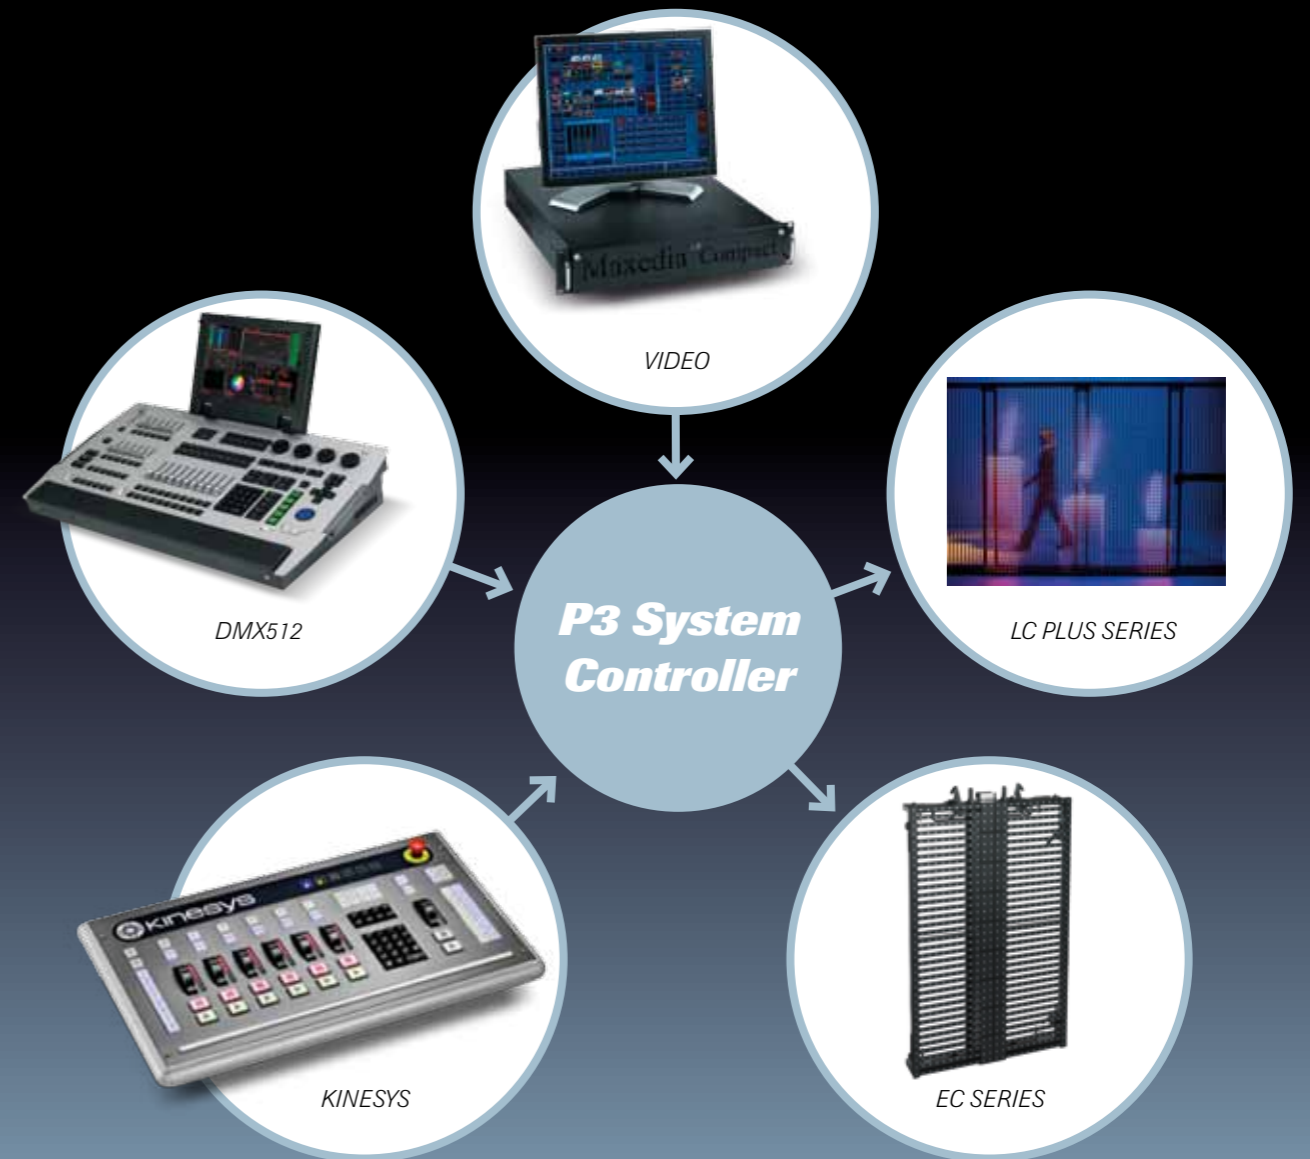 Maxedia Compact
VIDEO
DMX512
P3 System
Controller
LC PLUS SERIES
kinesys
KINESYS
EC SERIES